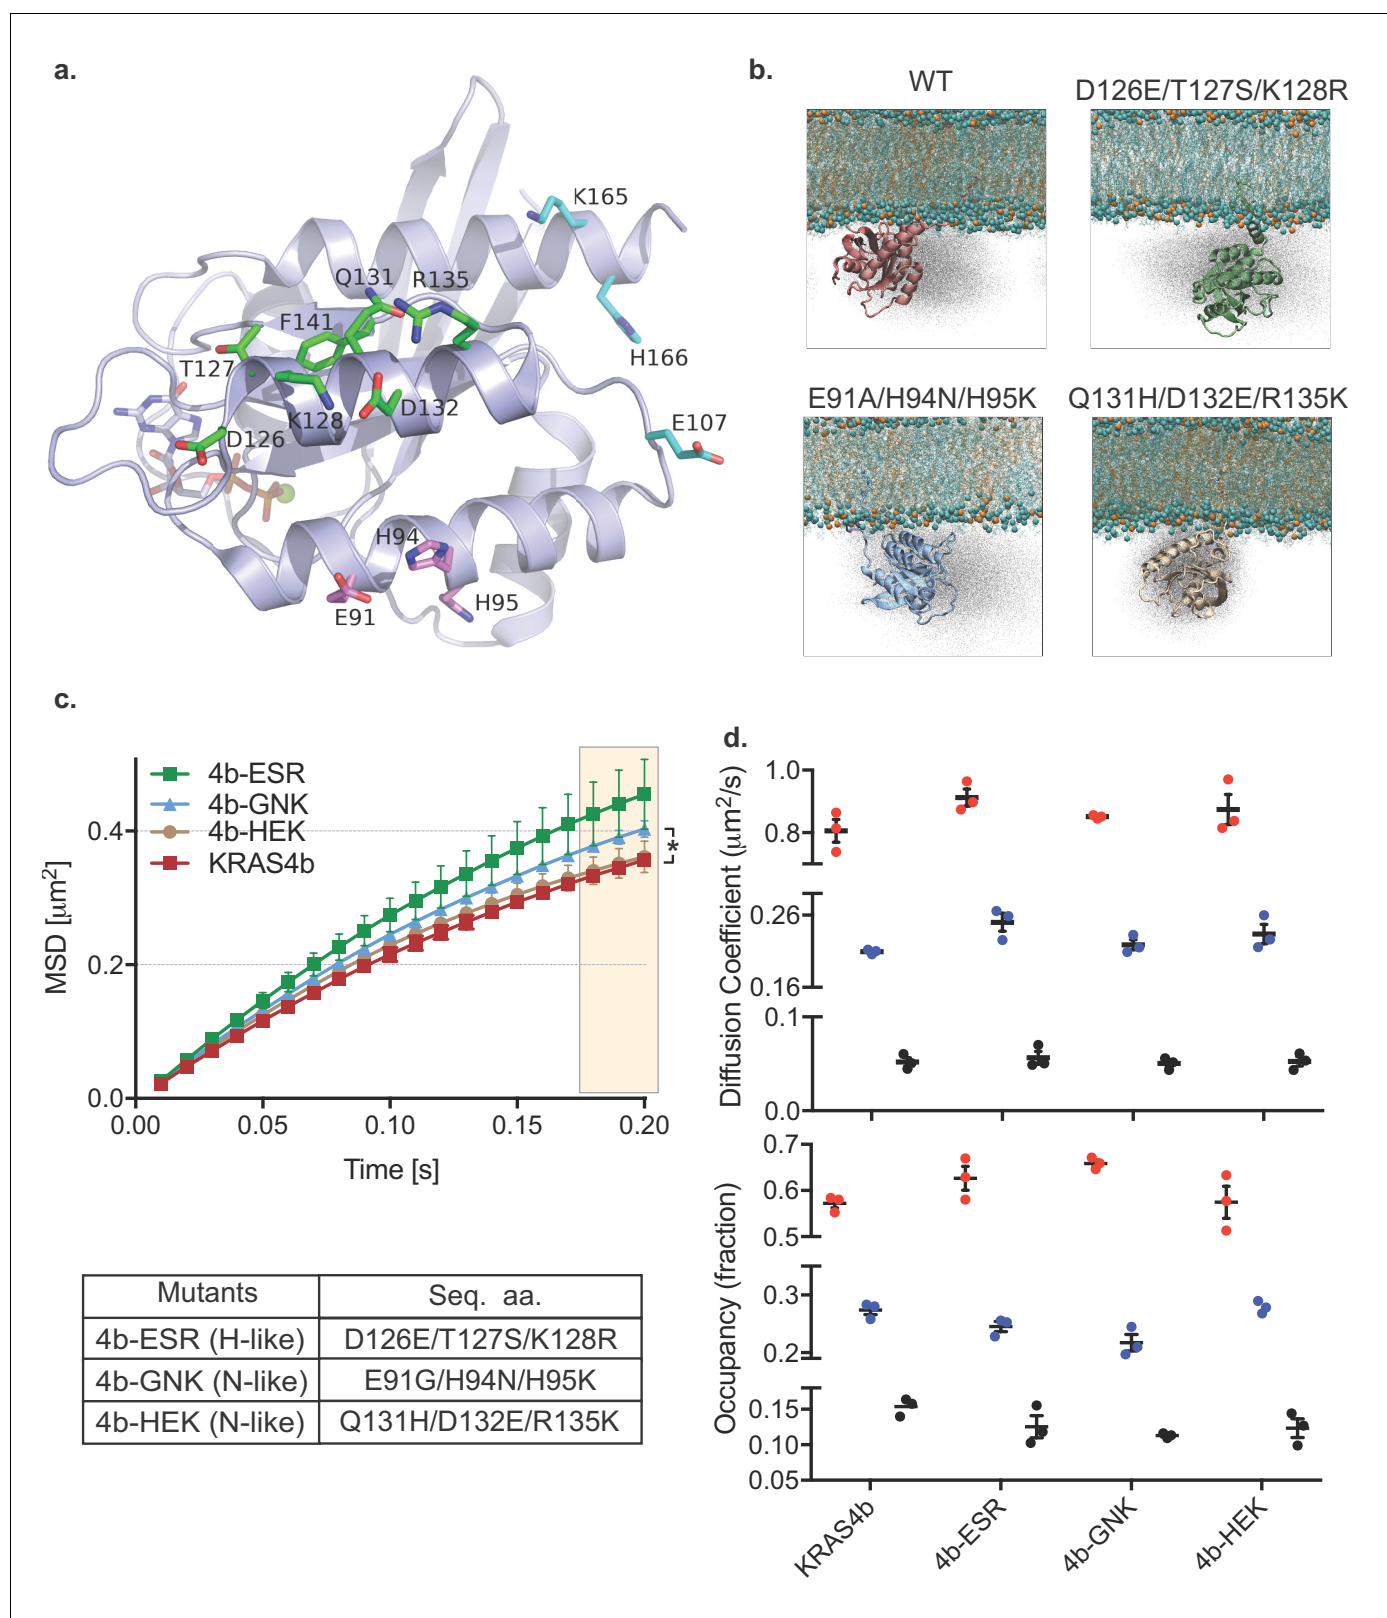 a.
K165
Q131 R135
F141
H166
T127
K128
D132
E107
D126
H94
H95
E91
b.
WT
D126E/T127S/K128R
E91A/H94N/H95K
Q131H/D132E/R135K
c.
4b-ESR
4b-GNK
4b-HEK
KRAS4b
*
0.4
0.2
0.0
MSD [μm²]
0.00 0.05 0.10 0.15 0.20
Time [s]
Mutants Seq. aa.
4b-ESR (H-like) D126E/T127S/K128R
4b-GNK (N-like) E91G/H94N/H95K
4b-HEK (N-like) Q131H/D132E/R135K
d.
Diffusion Coefficient (μm²/s)
1.0
0.8
0.26
0.16
0.1
0.0
Occupancy (fraction)
0.7
0.6
0.5
0.3
0.2
0.15
0.10
0.05
KRAS4b
4b-ESR
4b-GNK
4b-HEK